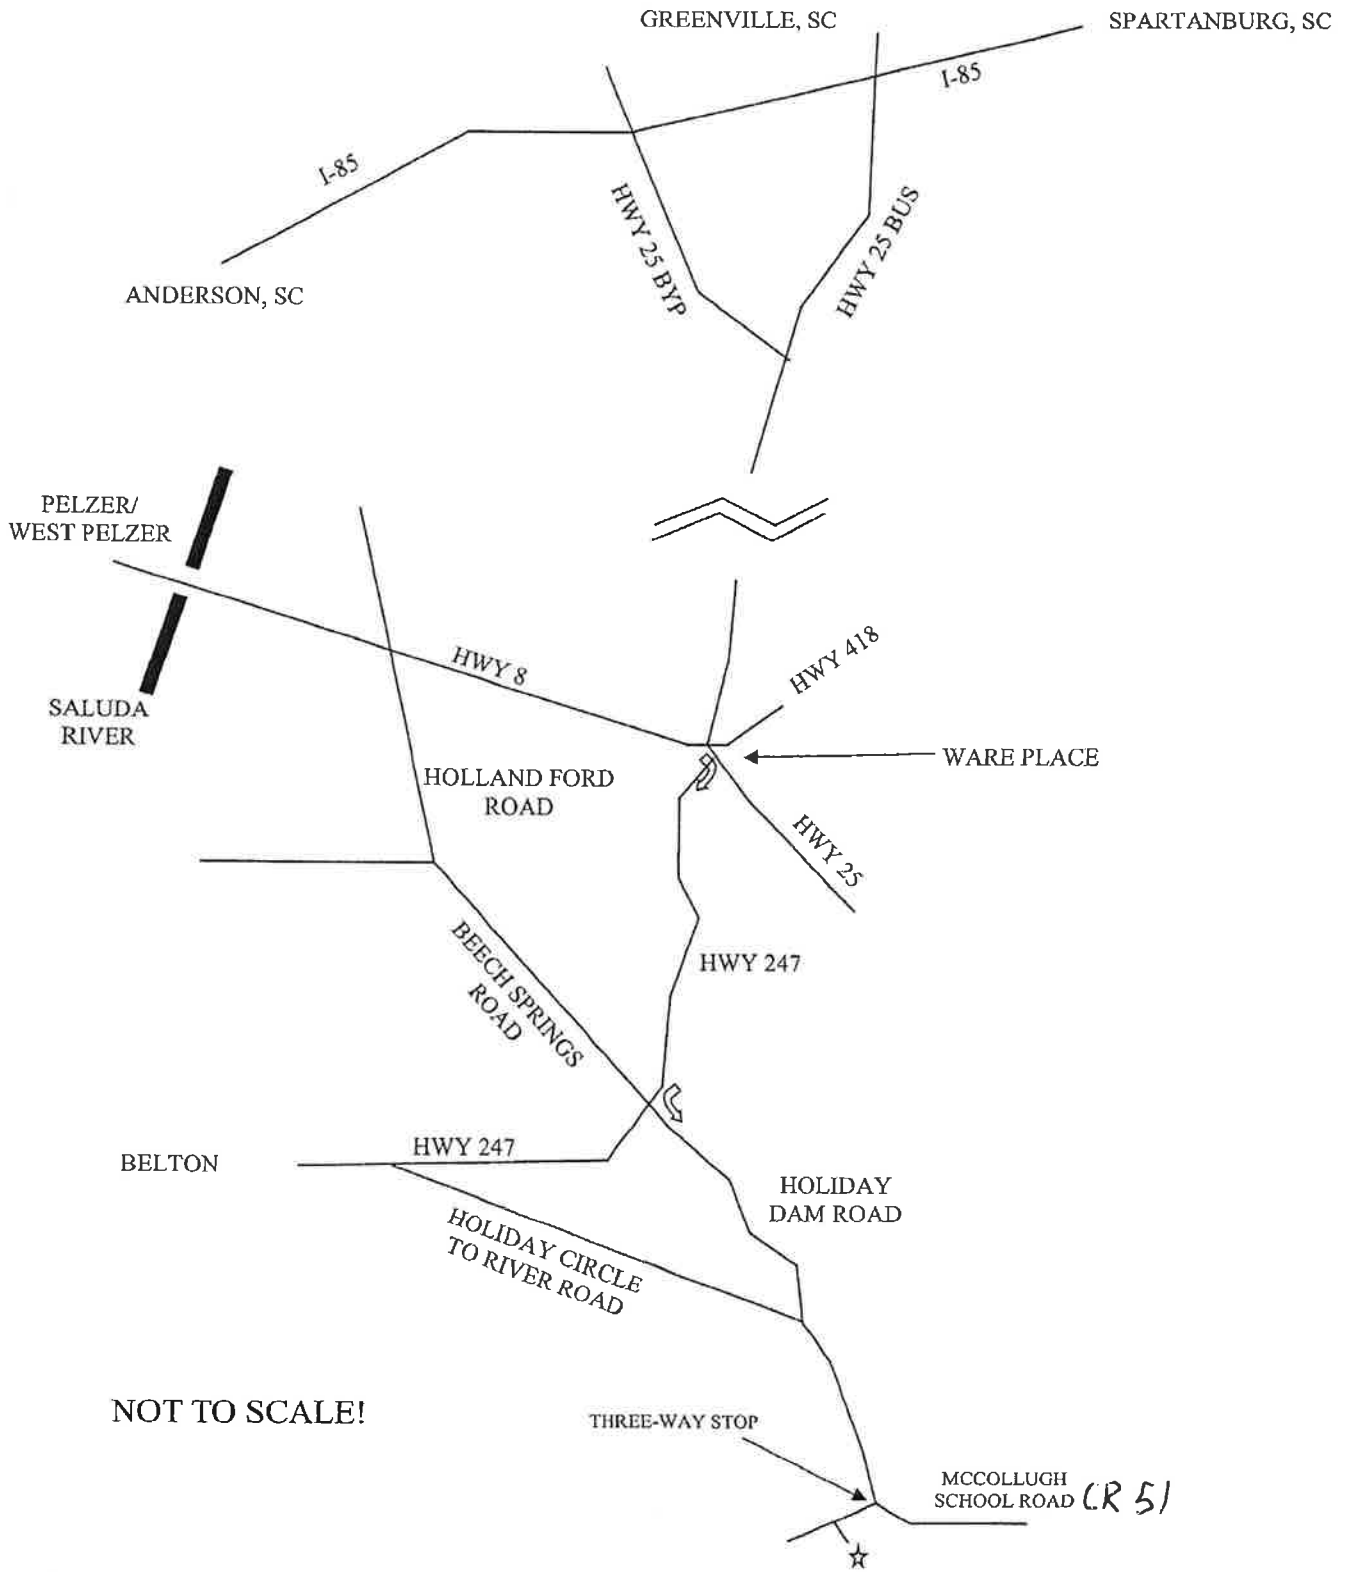 GREENVILLE, SC
SPARTANBURG, SC
I-85
I-85
HWY 25 BYP
HWY 25 BUS
ANDERSON, SC
PELZER/
WEST PELZER
HWY 8
HWY 418
SALUDA
RIVER
WARE PLACE
HOLLAND FORD
ROAD
HWY 25
BEECH SPRINGS
ROAD
HWY 247
HWY 247
BELTON
HOLIDAY
DAM ROAD
HOLIDAY CIRCLE
TO RIVER ROAD
NOT TO SCALE!
THREE-WAY STOP
MCCOLLUGH
SCHOOL ROAD (R 51